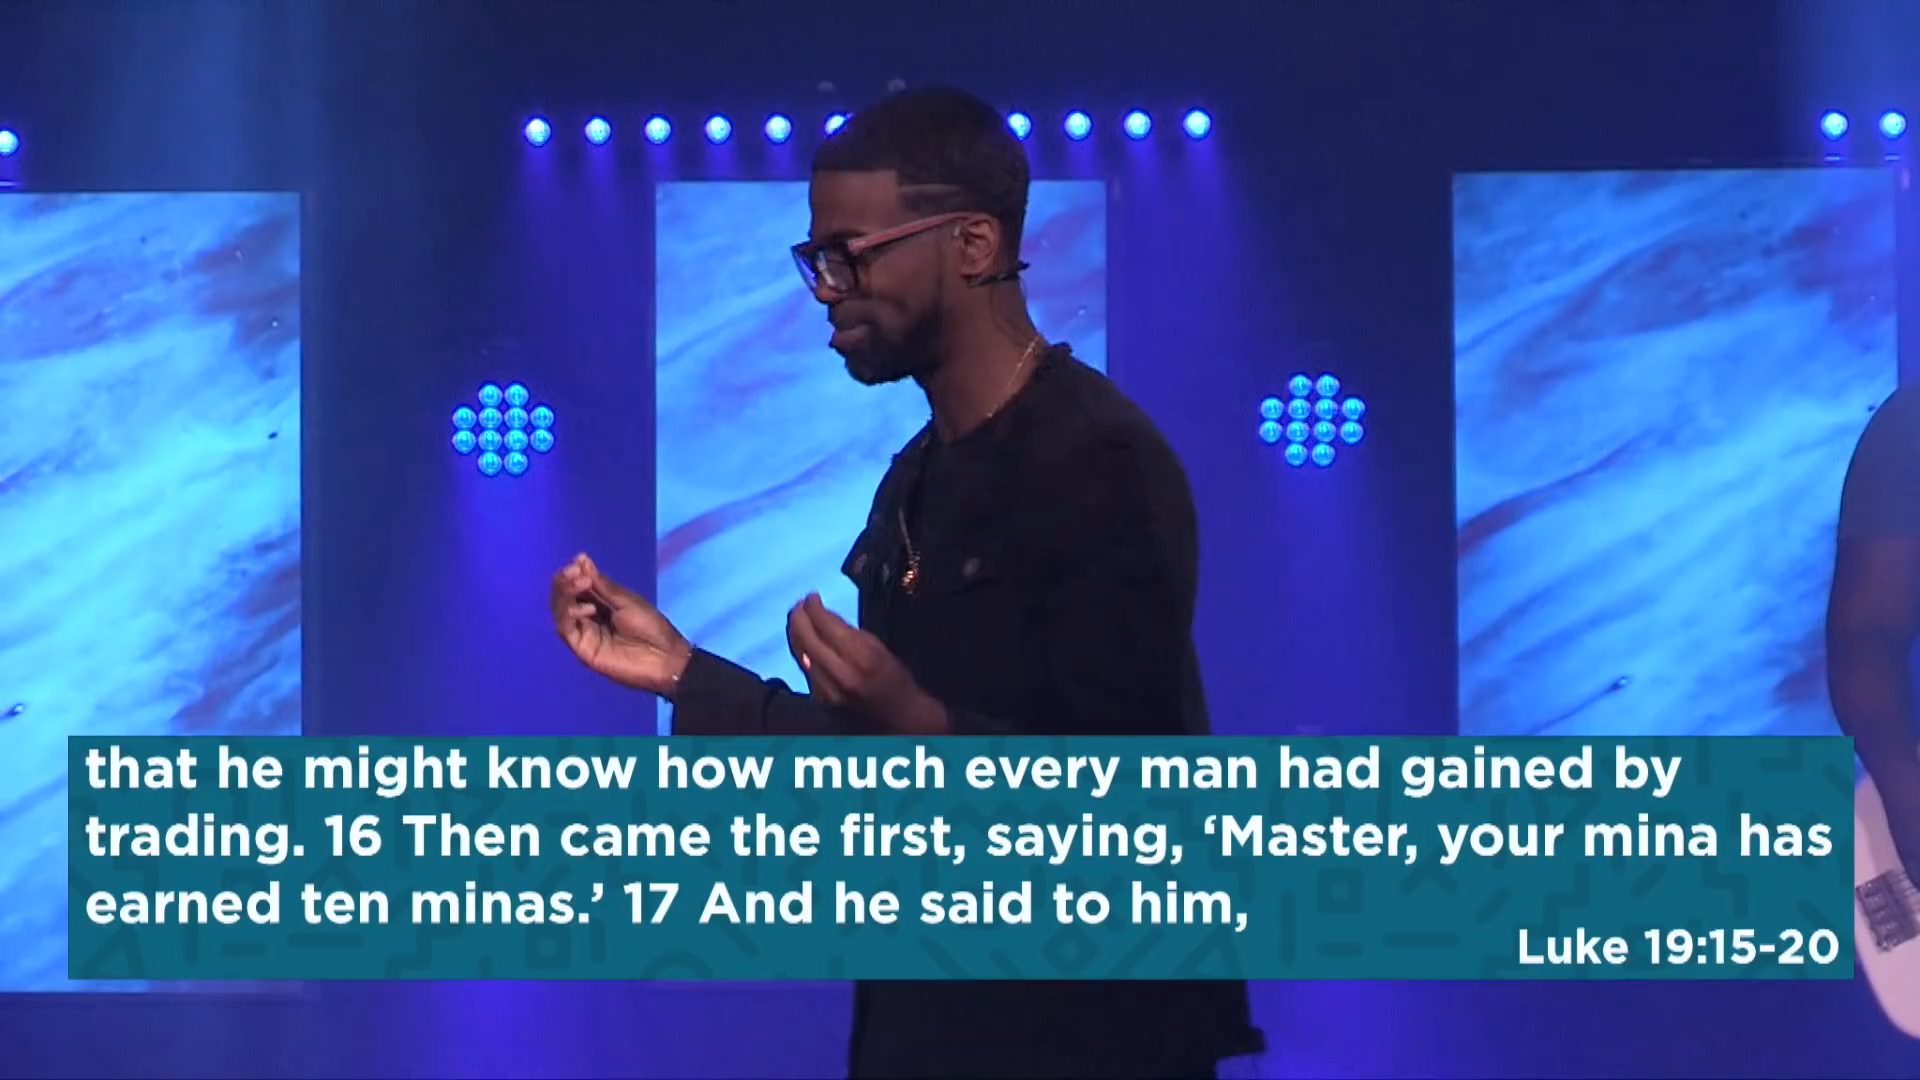 that he might know how much every man had gained by
trading. 16 Then came the first, saying, ‘Master, your mina has
earned ten minas.’ 17 And he said to him,
Luke 19:15-20